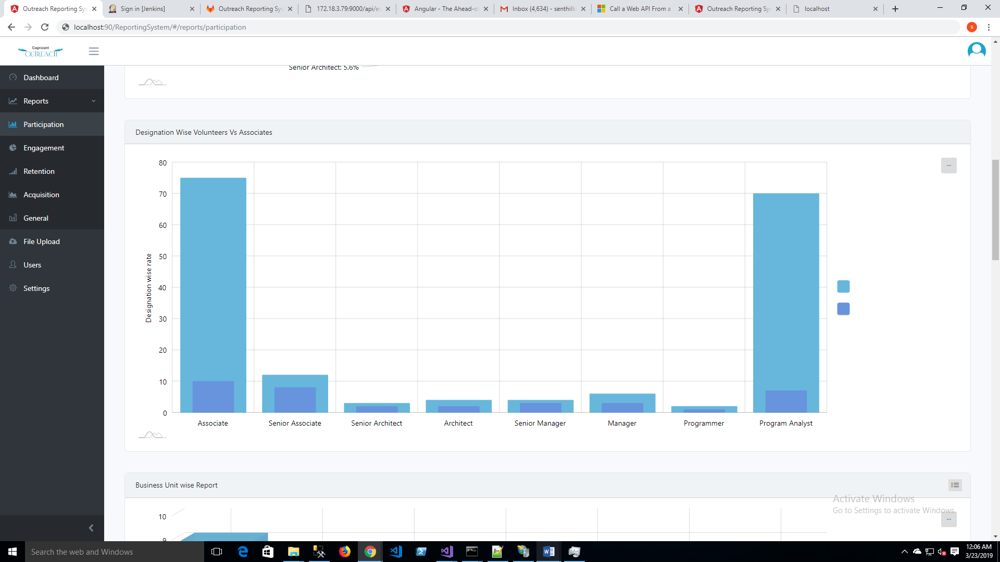 Outreach Reporting Sys
Sign in [Jenkins]
Outreach Reporting Sys
172.18.3.79:9000/api/ev
Angular - The Ahead-o
Inbox (4,634) - senthilk
Call a Web API From a
Outreach Reporting Sys
localhost
localhost:90/ReportingSystem/#/reports/participation
s
Cognizant
OUTREACH
Dashboard
Reports
Participation
Engagement
Retention
Acquisition
General
File Upload
Users
Settings
Senior Architect: 5.6%
Designation Wise Volunteers Vs Associates
80
70
60
50
40
30
20
10
0
Designation wise rate
Associate
Senior Associate
Senior Architect
Architect
Senior Manager
Manager
Programmer
Program Analyst
...
Business Unit wise Report
10
9
...
Activate Windows
Go to Settings to activate Windows.
Search the web and Windows
12:06 AM
3/23/2019